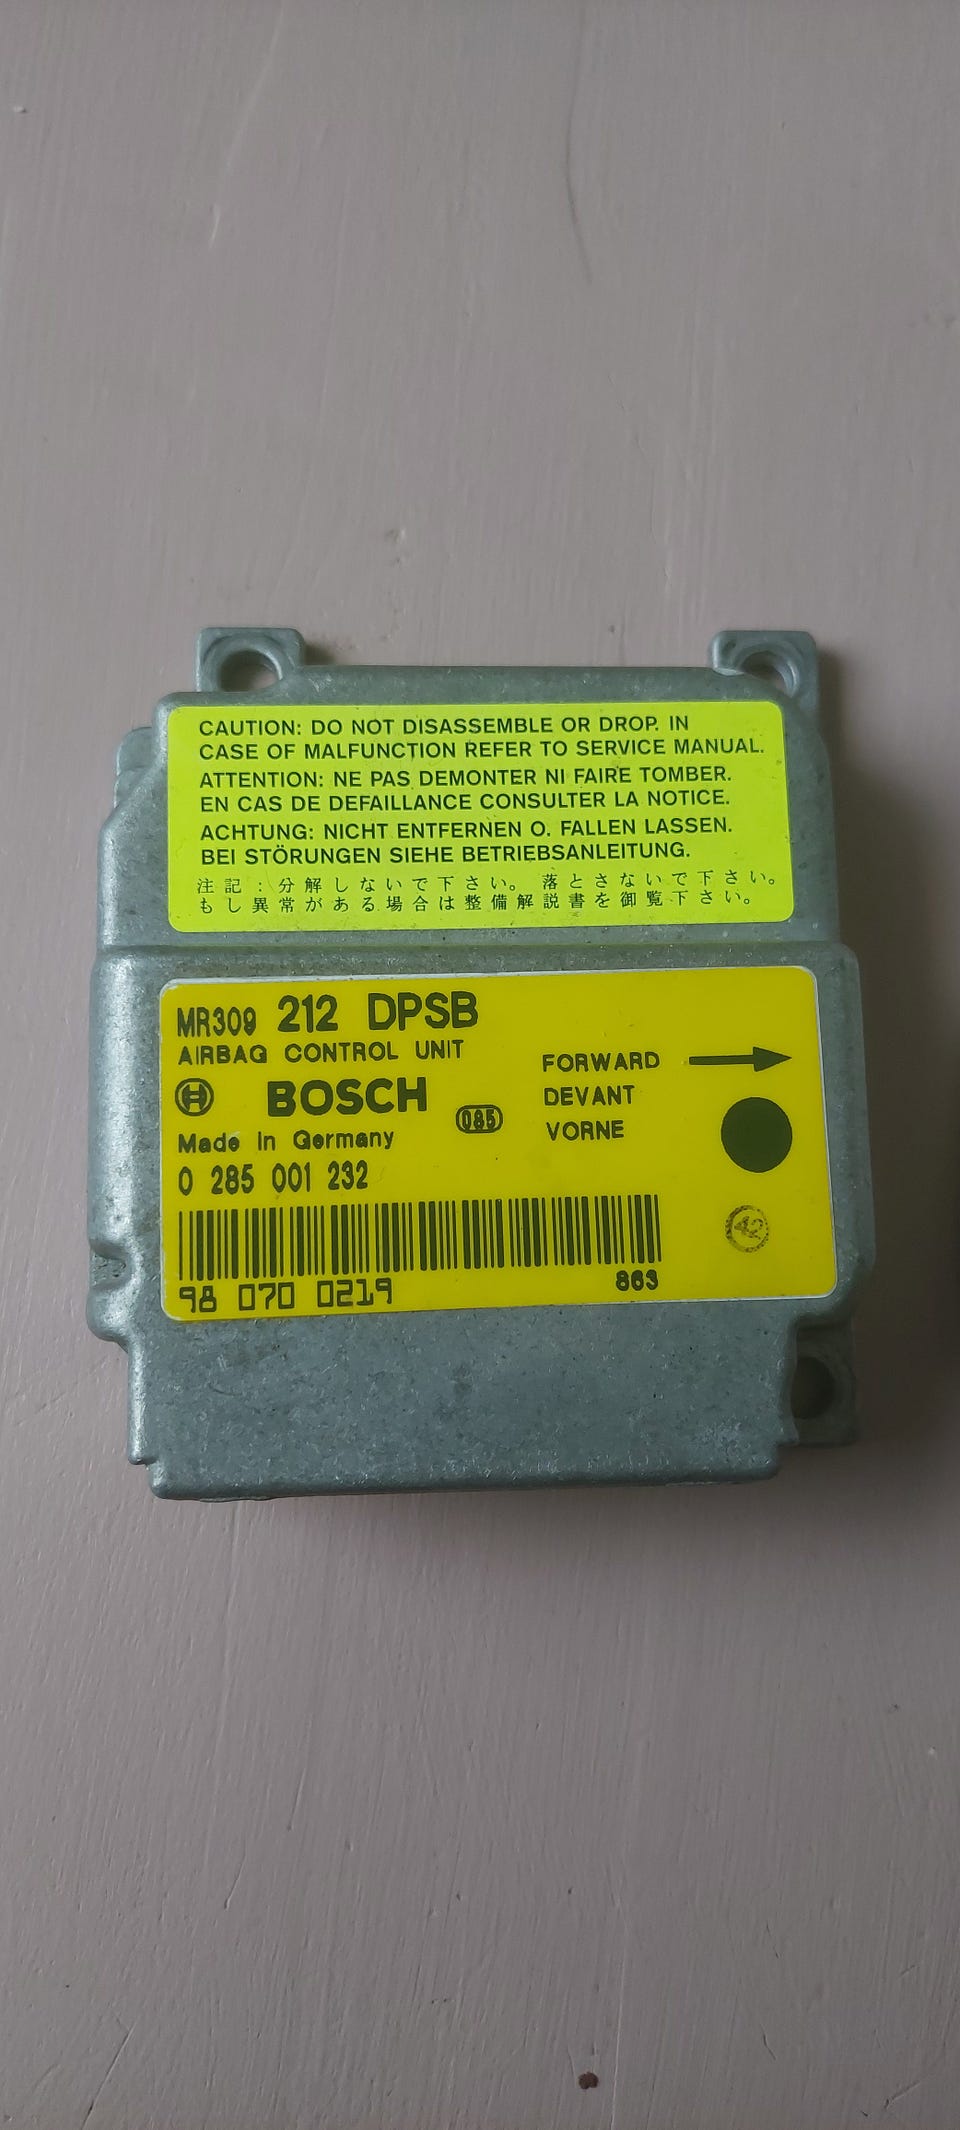 CAUTION: DO NOT DISASSEMBLE OR DROP. IN
CASE OF MALFUNCTION REFER TO SERVICE MANUAL.
ATTENTION: NE PAS DEMONTER NI FAIRE TOMBER.
EN CAS DE DEFAILLANCE CONSULTER LA NOTICE.
ACHTUNG: NICHT ENTFERNEN O. FALLEN LASSEN.
BEI STÖRUNGEN SIEHE BETRIEBSANLEITUNG.
注記:分解しないで下さい。 落とさないで下さい。
もし異常がある場合は整備解説書を御覧下さい。
MR309 212 DPSB
AIRBAG CONTROL UNIT
BOSCH
085
Made in Germany
0 285 001 232
98 070 0219
863
FORWARD
DEVANT
VORNE